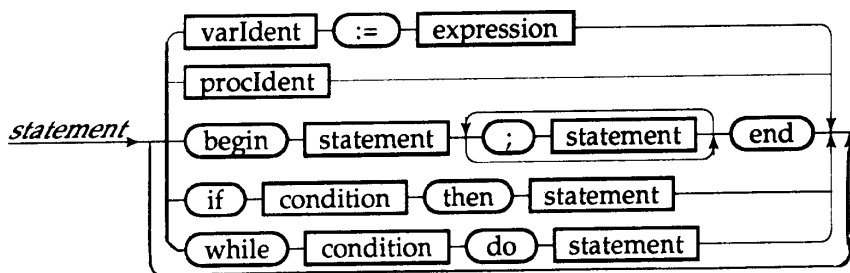 varIdent := expression
procIdent
statement
begin statement ; statement end
if condition then statement
while condition do statement